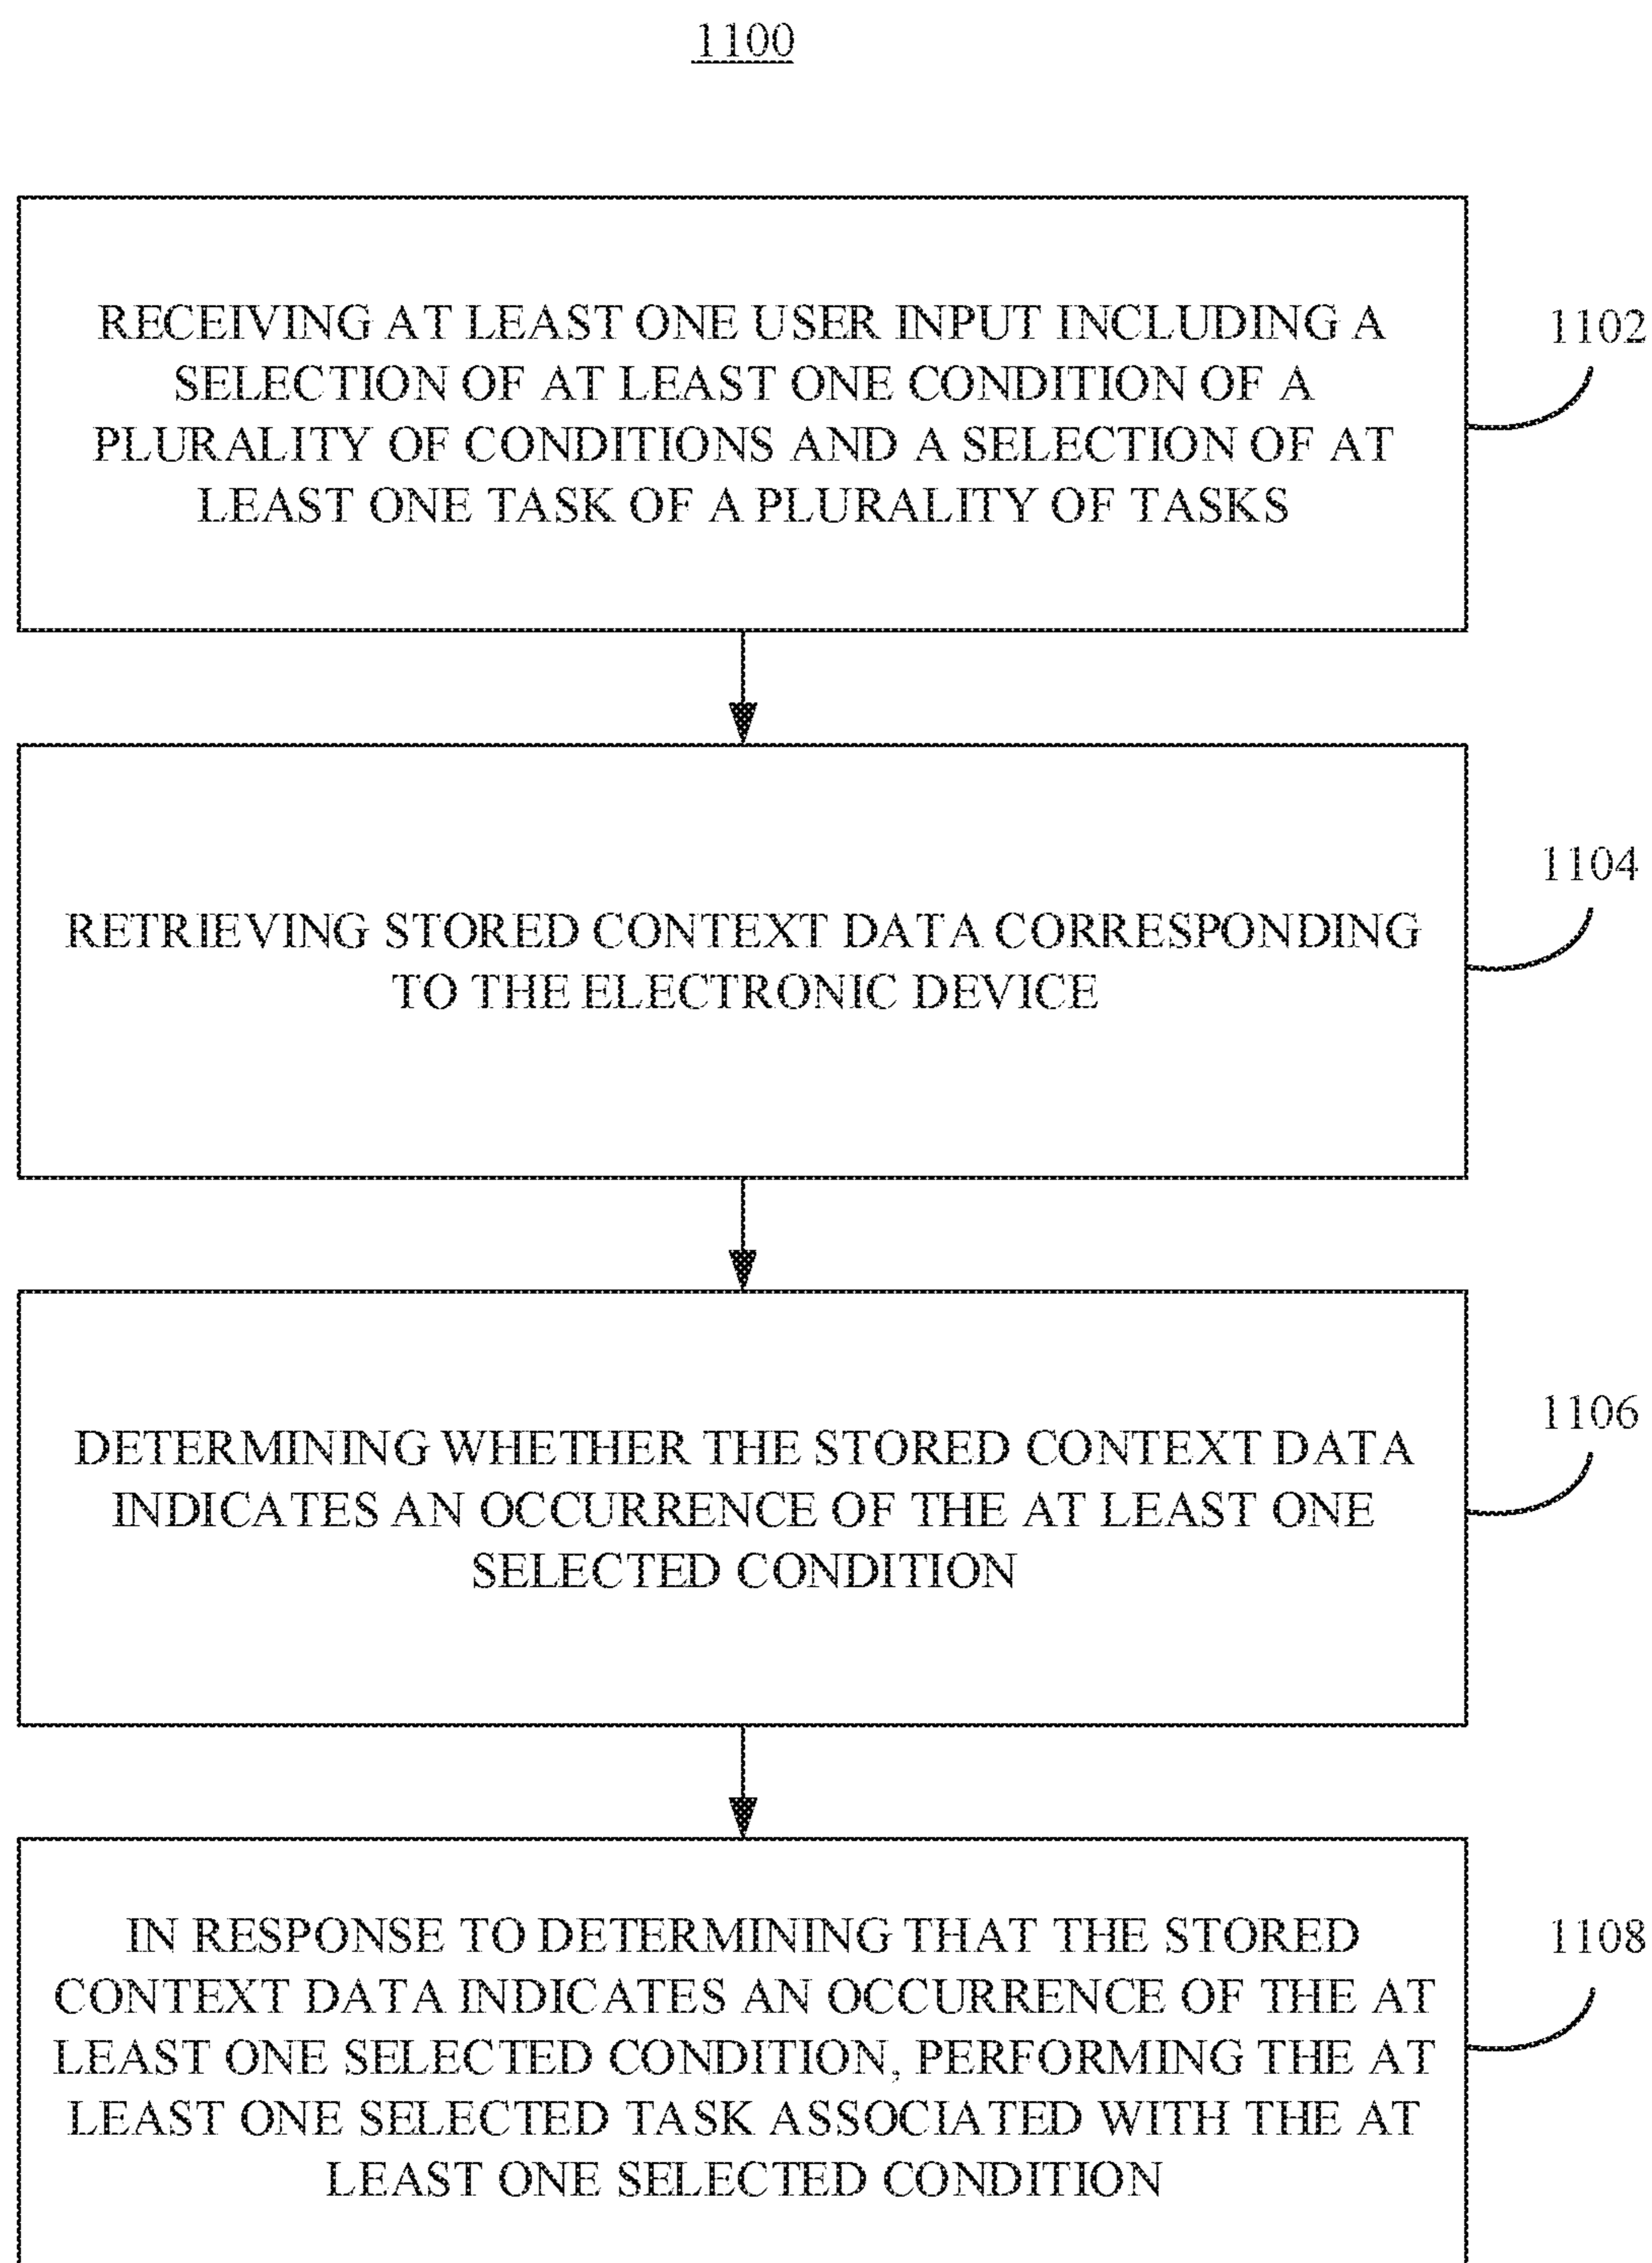 1100
RECEIVING AT LEAST ONE USER INPUT INCLUDING A
SELECTION OF AT LEAST ONE CONDITION OF A
PLURALITY OF CONDITIONS AND A SELECTION OF AT
LEAST ONE TASK OF A PLURALITY OF TASKS
1102
RETRIEVING STORED CONTEXT DATA CORRESPONDING
TO THE ELECTRONIC DEVICE
1104
DETERMINING WHETHER THE STORED CONTEXT DATA
INDICATES AN OCCURRENCE OF THE AT LEAST ONE
SELECTED CONDITION
1106
IN RESPONSE TO DETERMINING THAT THE STORED
CONTEXT DATA INDICATES AN OCCURRENCE OF THE AT
LEAST ONE SELECTED CONDITION, PERFORMING THE AT
LEAST ONE SELECTED TASK ASSOCIATED WITH THE AT
LEAST ONE SELECTED CONDITION
1108